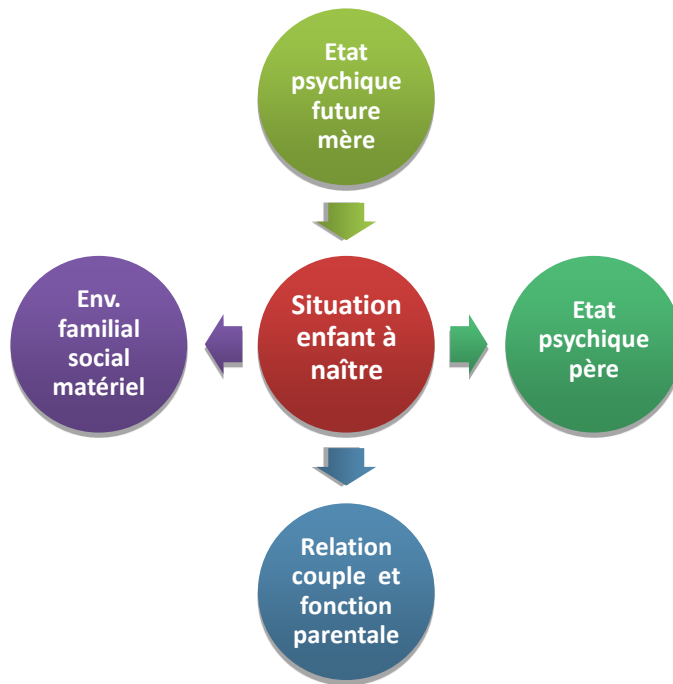 Etat
psychique
future
mère
Env.
familial
social
matériel
Situation
enfant à
naître
Etat
psychique
père
Relation
couple et
fonction
parentale